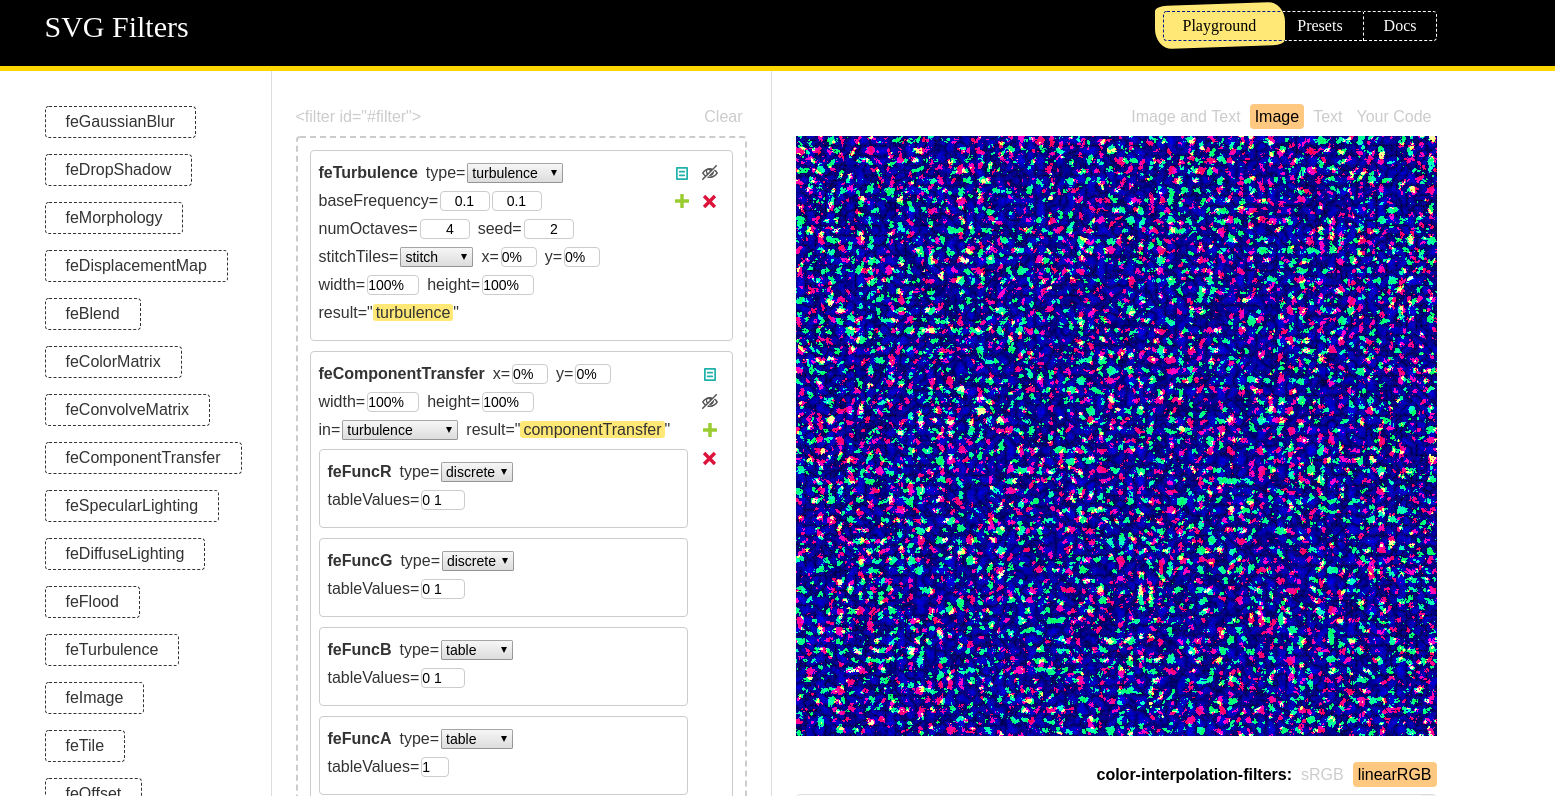 SVG Filters
Playground
Presets
Docs
feGaussianBlur
feDropShadow
feMorphology
feDisplacementMap
feBlend
feColorMatrix
feConvolveMatrix
feComponentTransfer
feSpecularLighting
feDiffuseLighting
feFlood
feTurbulence
feImage
feTile
feOffset
<filter id="#filter">
Clear
feTurbulence type= turbulence
baseFrequency= 0.1 0.1
numOctaves= 4 seed= 2
stitchTiles= stitch x= 0% y= 0%
width= 100% height= 100%
result="turbulence"
feComponentTransfer x= 0% y= 0%
width= 100% height= 100%
in= turbulence result="componentTransfer"
feFuncR type= discrete
tableValues= 0 1
feFuncG type= discrete
tableValues= 0 1
feFuncB type= table
tableValues= 0 1
feFuncA type= table
tableValues= 1
Image and Text
Image
Text
Your Code
color-interpolation-filters: sRGB linearRGB